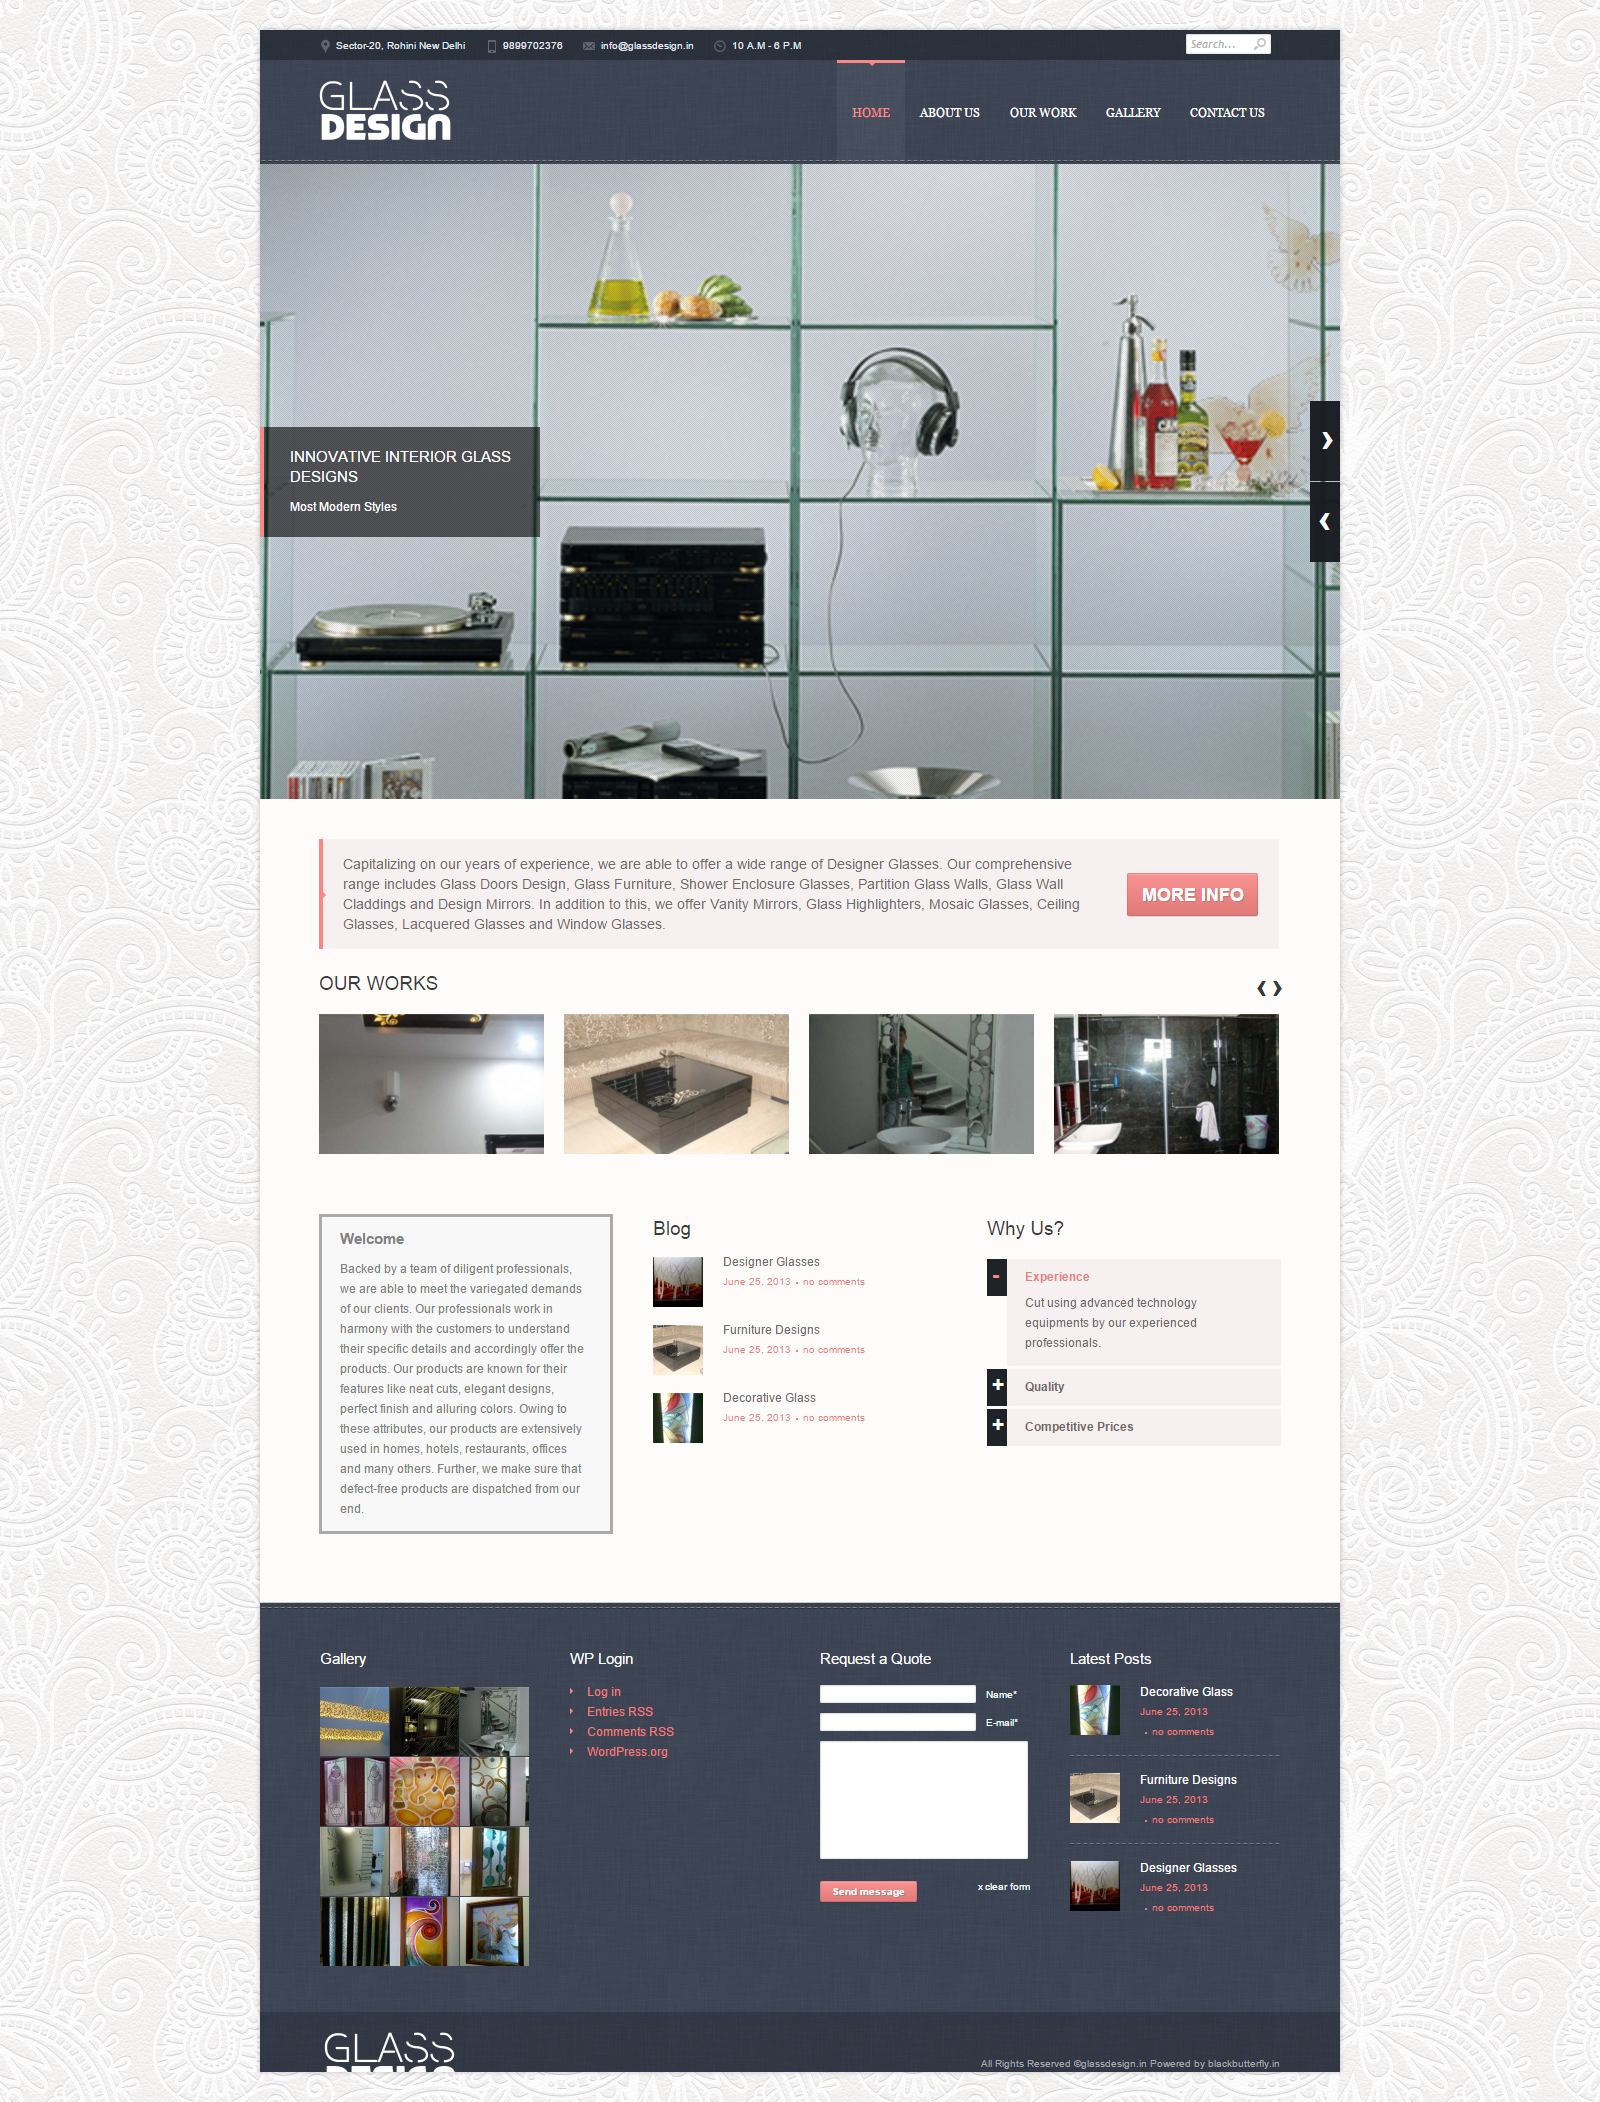 Sector-20, Rohini New Delhi
9899702376
info@glassdesign.in
10 A.M - 6 P.M
Search...
GLASS
DESIGN
HOME
ABOUT US
OUR WORK
GALLERY
CONTACT US
INNOVATIVE INTERIOR GLASS
DESIGNS
Most Modern Styles
Capitalizing on our years of experience, we are able to offer a wide range of Designer Glasses. Our comprehensive
range includes Glass Doors Design, Glass Furniture, Shower Enclosure Glasses, Partition Glass Walls, Glass Wall
Claddings and Design Mirrors. In addition to this, we offer Vanity Mirrors, Glass Highlighters, Mosaic Glasses, Ceiling
Glasses, Lacquered Glasses and Window Glasses.
MORE INFO
OUR WORKS
Welcome
Backed by a team of diligent professionals,
we are able to meet the variegated demands
of our clients. Our professionals work in
harmony with the customers to understand
their specific details and accordingly offer the
products. Our products are known for their
features like neat cuts, elegant designs,
perfect finish and alluring colors. Owing to
these attributes, our products are extensively
used in homes, hotels, restaurants, offices
and many others. Further, we make sure that
defect-free products are dispatched from our
end.
Blog
Designer Glasses
June 25, 2013 • no comments
Furniture Designs
June 25, 2013 • no comments
Decorative Glass
June 25, 2013 • no comments
Why Us?
- Experience
Cut using advanced technology
equipments by our experienced
professionals.
+ Quality
+ Competitive Prices
Gallery
WP Login
Log in
Entries RSS
Comments RSS
WordPress.org
Request a Quote
Name*
E-mail*
Send message
x clear form
Latest Posts
Decorative Glass
June 25, 2013
• no comments
Furniture Designs
June 25, 2013
• no comments
Designer Glasses
June 25, 2013
• no comments
GLASS
DESIGN
All Rights Reserved ©glassdesign.in Powered by blackbutterfly.in